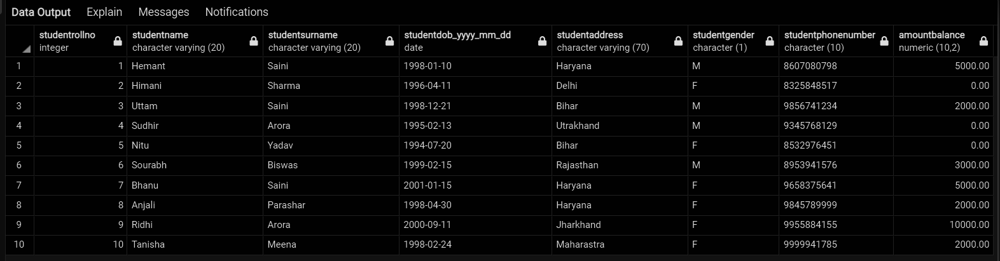 Data Output Explain Messages Notifications
studentrollno studentname studentsurname studentdob_yyyy_mm_dd studentaddress studentgender studentphonenumber amountbalance
integer character varying (20) character varying (20) date character varying (70) character (1) character (10) numeric (10,2)
1 1 Hemant Saini 1998-01-10 Haryana M 8607080798 5000.00
2 2 Himani Sharma 1996-04-11 Delhi F 8325848517 0.00
3 3 Uttam Saini 1998-12-21 Bihar M 9856741234 2000.00
4 4 Sudhir Arora 1995-02-13 Utrakhand M 9345768129 0.00
5 5 Nitu Yadav 1994-07-20 Bihar F 8532976451 0.00
6 6 Sourabh Biswas 1999-02-15 Rajasthan M 8953941576 3000.00
7 7 Bhanu Saini 2001-01-15 Haryana F 9658375641 5000.00
8 8 Anjali Parashar 1998-04-30 Haryana F 9845789999 2000.00
9 9 Ridhi Arora 2000-09-11 Jharkhand F 9955884155 10000.00
10 10 Tanisha Meena 1998-02-24 Maharastra F 9999941785 2000.00